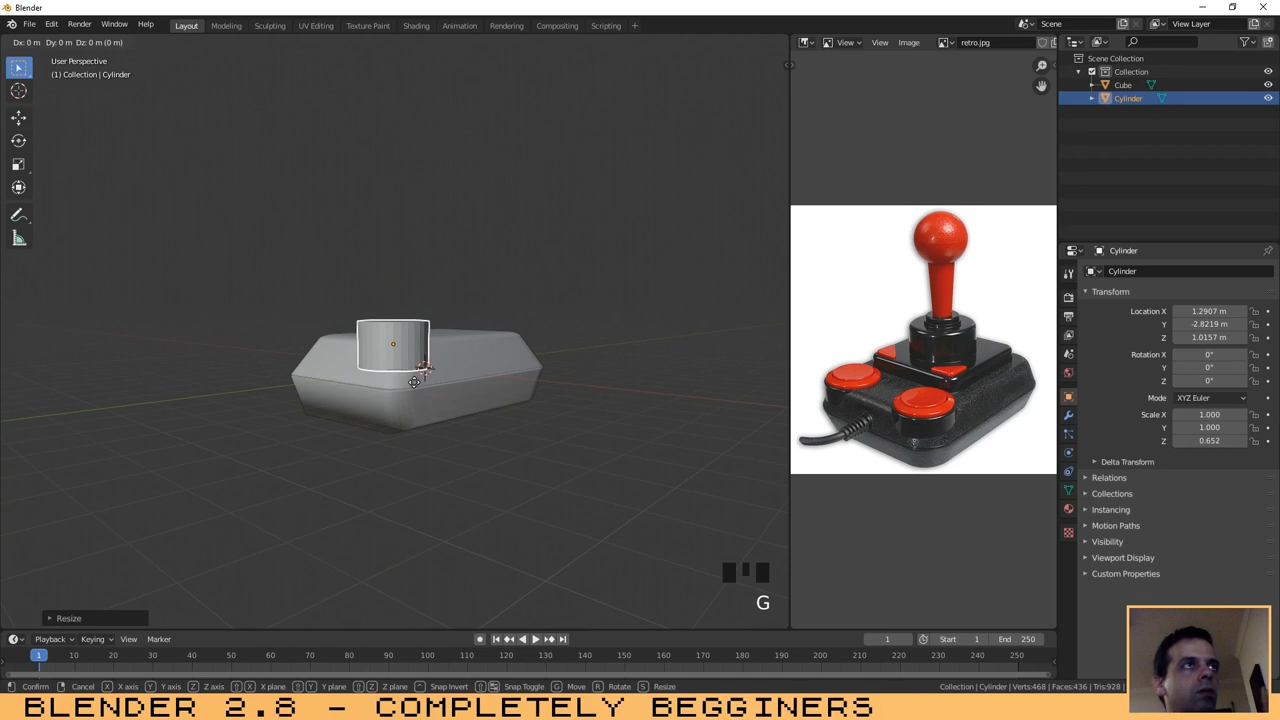 Blender
File Edit Render Window Help Layout Modeling Sculpting UV Editing Texture Paint Shading Animation Rendering Compositing Scripting + Scene View Layer
Dx: 0 m Dy: 0 m Dz: 0 m (0 m)
View View Image retro.jpg
User Perspective
(1) Collection | Cylinder
Scene Collection
Collection
Cube
Cylinder
Cylinder
Cylinder
Transform
Location X 1.2907 m
Y -2.8219 m
Z 1.0157 m
Rotation X 0°
Y 0°
Z 0°
Mode XYZ Euler
Scale X 1.000
Y 1.000
Z 0.652
Delta Transform
Relations
Collections
Instancing
Motion Paths
Visibility
Viewport Display
Custom Properties
G
Resize
Playback Keying View Marker 1 Start 1 End 250
1 10 20 30 40 50 60 70 80 90 100 110 120 130 140 150 160 170 180 190 200 210 220 230 240 250
Confirm Cancel X X axis Y Y axis Z Z axis X X plane Y Y plane Z Z plane Snap Invert Snap Toggle G Move R Rotate S Resize Collection | Cylinder | Verts:468 | Faces:436 | Tris:928 |
BLENDER 2.8 - COMPLETELY BEGGINERS